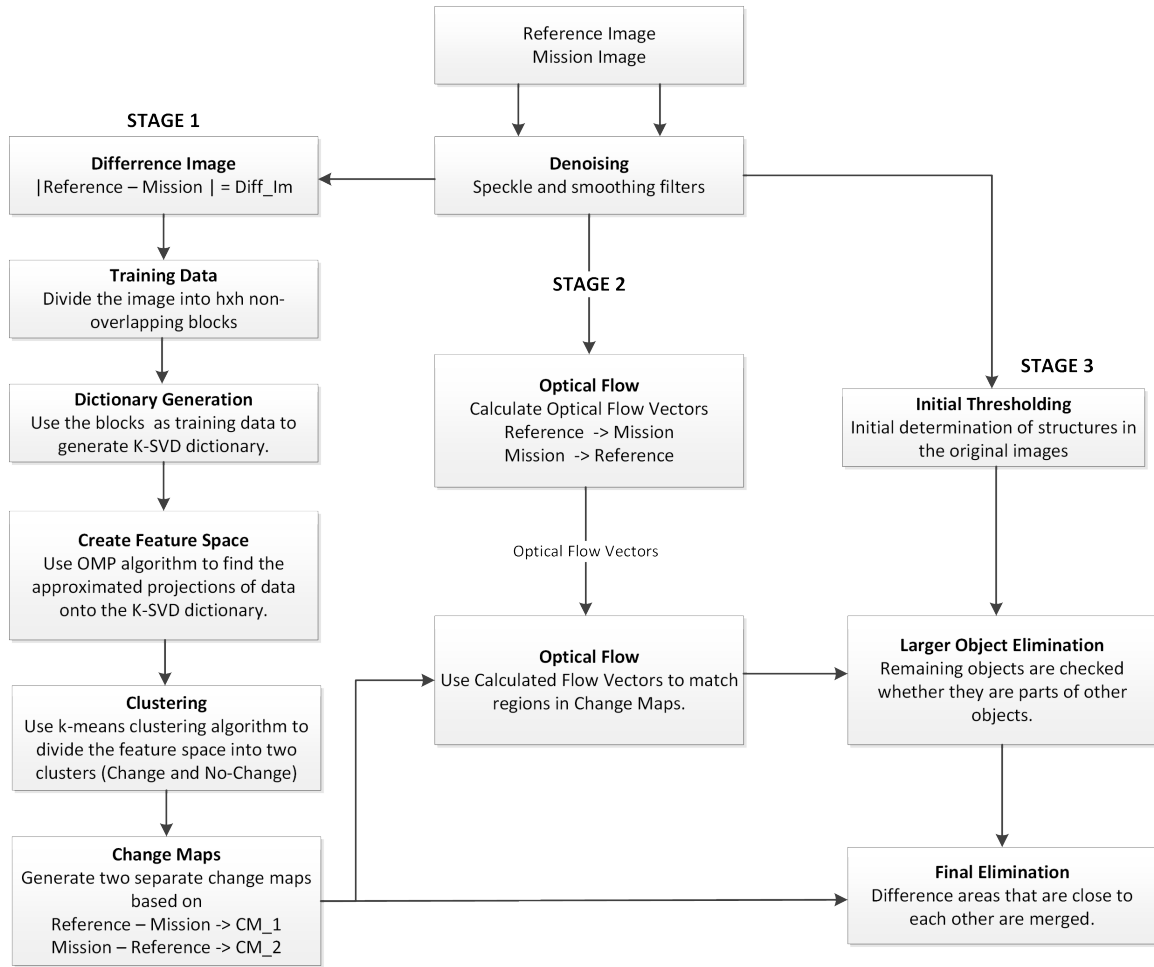 Reference Image
Mission Image
STAGE 1
Differrence Image
|Reference – Mission | = Diff_Im
Denoising
Speckle and smoothing filters
Training Data
Divide the image into hxh non-
overlapping blocks
STAGE 2
Dictionary Generation
Use the blocks as training data to
generate K-SVD dictionary.
Optical Flow
Calculate Optical Flow Vectors
Reference -> Mission
Mission -> Reference
STAGE 3
Initial Thresholding
Initial determination of structures in
the original images
Create Feature Space
Use OMP algorithm to find the
approximated projections of data
onto the K-SVD dictionary.
Optical Flow Vectors
Clustering
Use k-means clustering algorithm to
divide the feature space into two
clusters (Change and No-Change)
Optical Flow
Use Calculated Flow Vectors to match
regions in Change Maps.
Larger Object Elimination
Remaining objects are checked
whether they are parts of other
objects.
Change Maps
Generate two separate change maps
based on
Reference – Mission -> CM_1
Mission – Reference -> CM_2
Final Elimination
Difference areas that are close to
each other are merged.